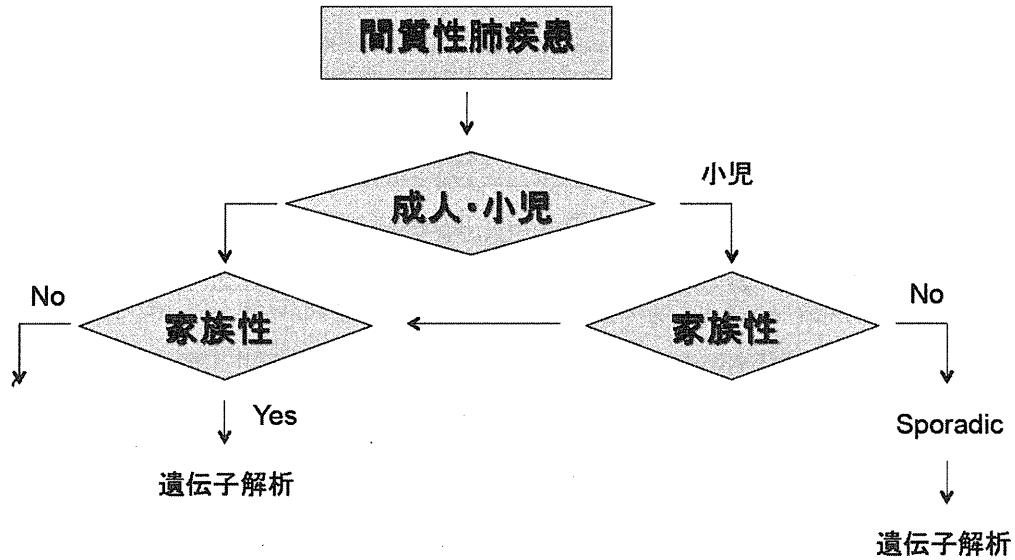 間質性肺疾患
成人・小児
小児
No
家族性
家族性
No
Yes
Sporadic
遺伝子解析
遺伝子解析